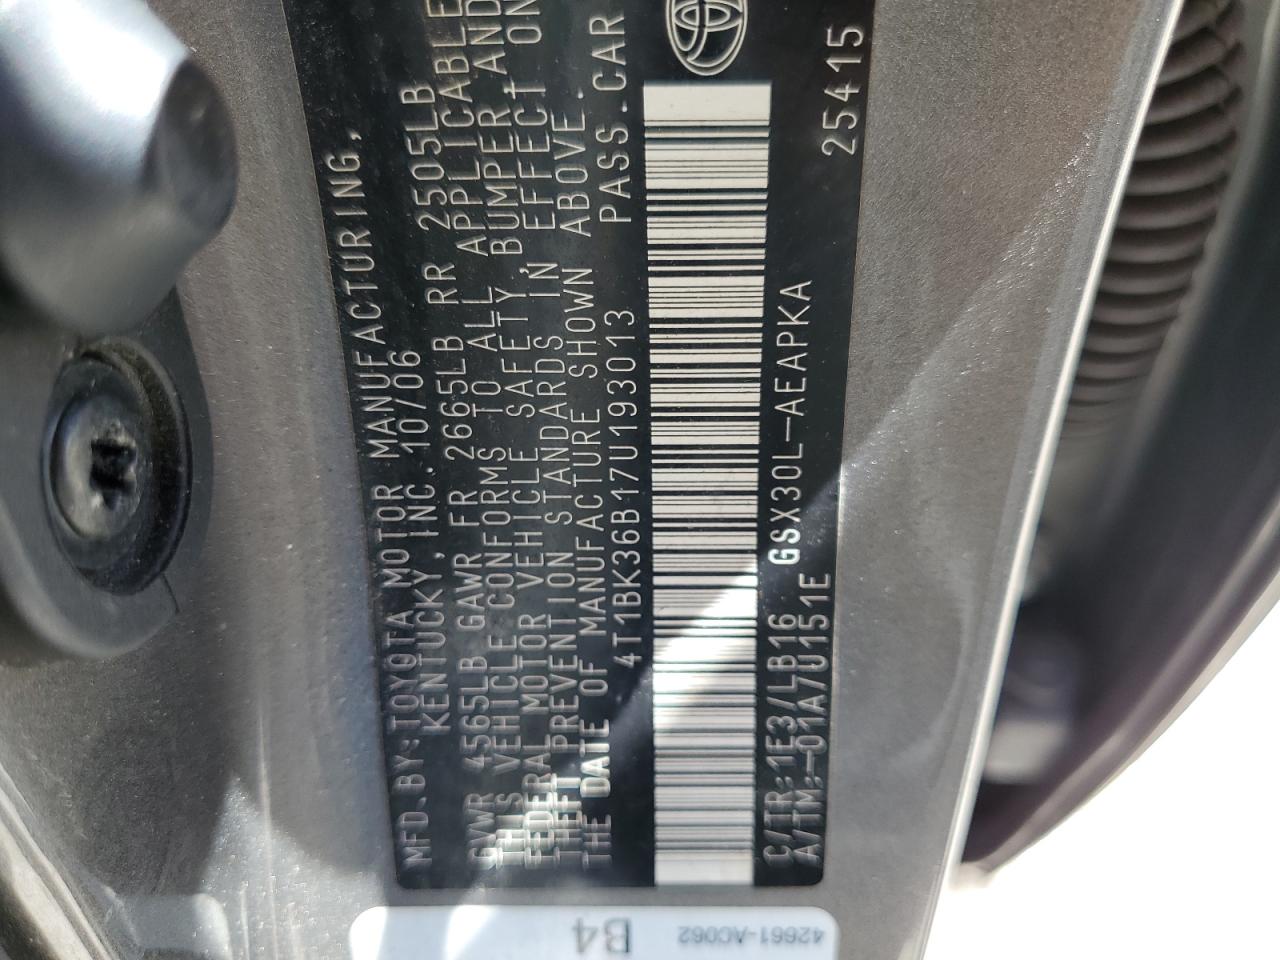 MFD. BY: TOYOTA MOTOR MANUFACTURING,
KENTUCKY, INC. 10/06
GVWR 4565LB GAWR FR 2665LB RR 2505LB
THIS VEHICLE CONFORMS TO ALL APPLICABLE
FEDERAL MOTOR VEHICLE SAFETY, BUMPER, AND
THEFT PREVENTION STANDARDS IN EFFECT ON
THE DATE OF MANUFACTURE SHOWN ABOVE.
4T1BK36B17U193013 PASS.CAR
C/TR: 1E3/LB16 GSX30L-AEAPKA
A/TM: -01A/U151E 25415
B4
42661-AC062